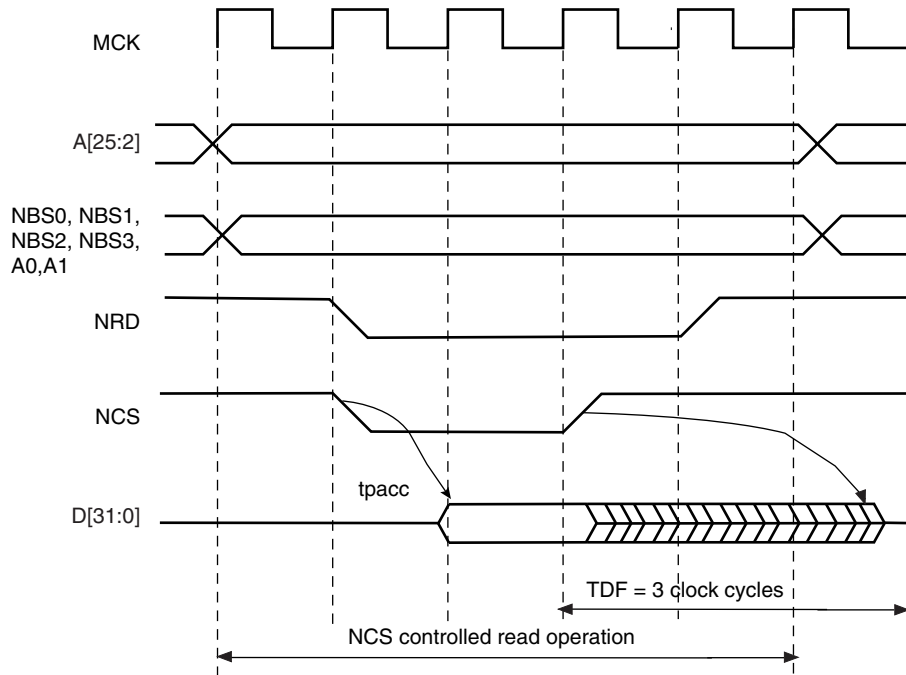 MCK
A[25:2]
NBS0, NBS1,
NBS2, NBS3,
A0,A1
NRD
NCS
tpacc
D[31:0]
TDF = 3 clock cycles
NCS controlled read operation